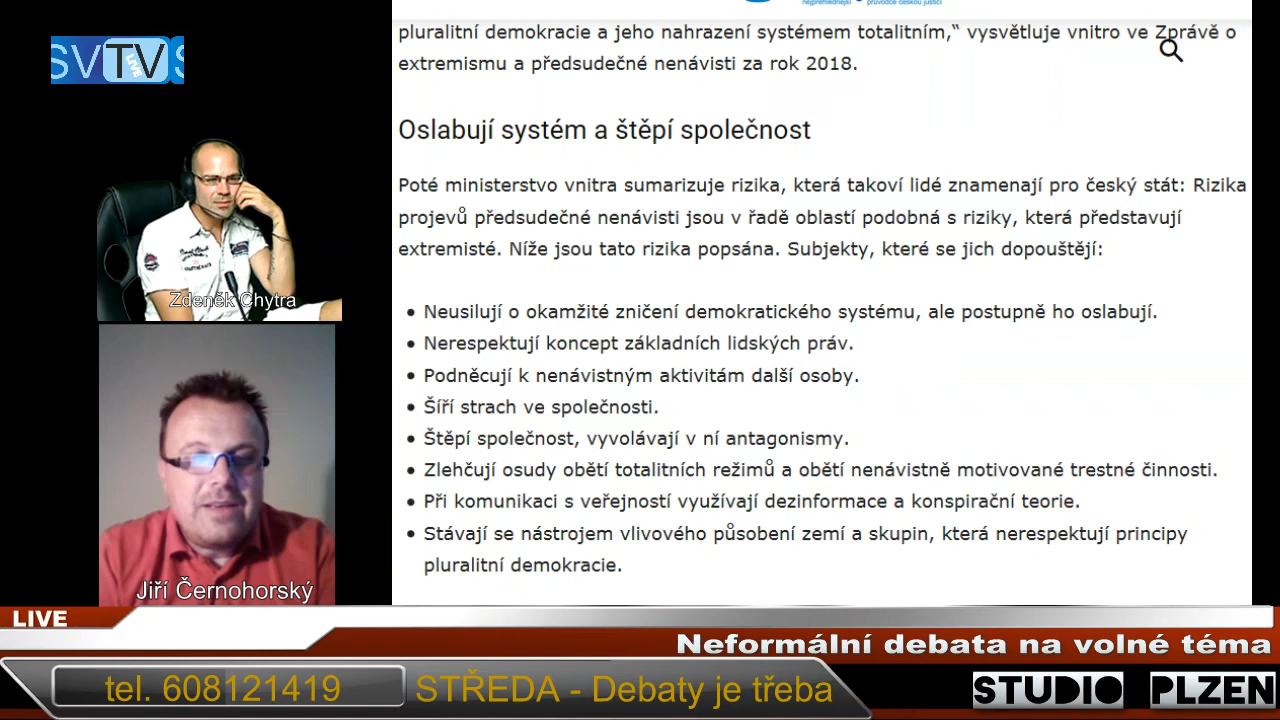 nejpřehlednější průvodce českou justicí
pluralitní demokracie a jeho nahrazení systémem totalitním,“ vysvětluje vnitro ve Zprávě o
extremismu a předsudečné nenávisti za rok 2018.
SVTV
LIVE
S
Oslabují systém a štěpí společnost
Poté ministerstvo vnitra sumarizuje rizika, která takoví lidé znamenají pro český stát: Rizika
projevů předsudečné nenávisti jsou v řadě oblastí podobná s riziky, která představují
extremisté. Níže jsou tato rizika popsána. Subjekty, které se jich dopouštějí:
Zdeněk Chytra
• Neusilují o okamžité zničení demokratického systému, ale postupně ho oslabují.
• Nerespektují koncept základních lidských práv.
• Podněcují k nenávistným aktivitám další osoby.
• Šíří strach ve společnosti.
• Štěpí společnost, vyvolávají v ní antagonismy.
• Zlehčují osudy obětí totalitních režimů a obětí nenávistně motivované trestné činnosti.
• Při komunikaci s veřejností využívají dezinformace a konspirační teorie.
• Stávají se nástrojem vlivového působení zemí a skupin, která nerespektují principy
pluralitní demokracie.
Jiří Černohorský
LIVE
Neformální debata na volné téma
tel. 608121419
STŘEDA - Debaty je třeba
STUDIO PLZEN